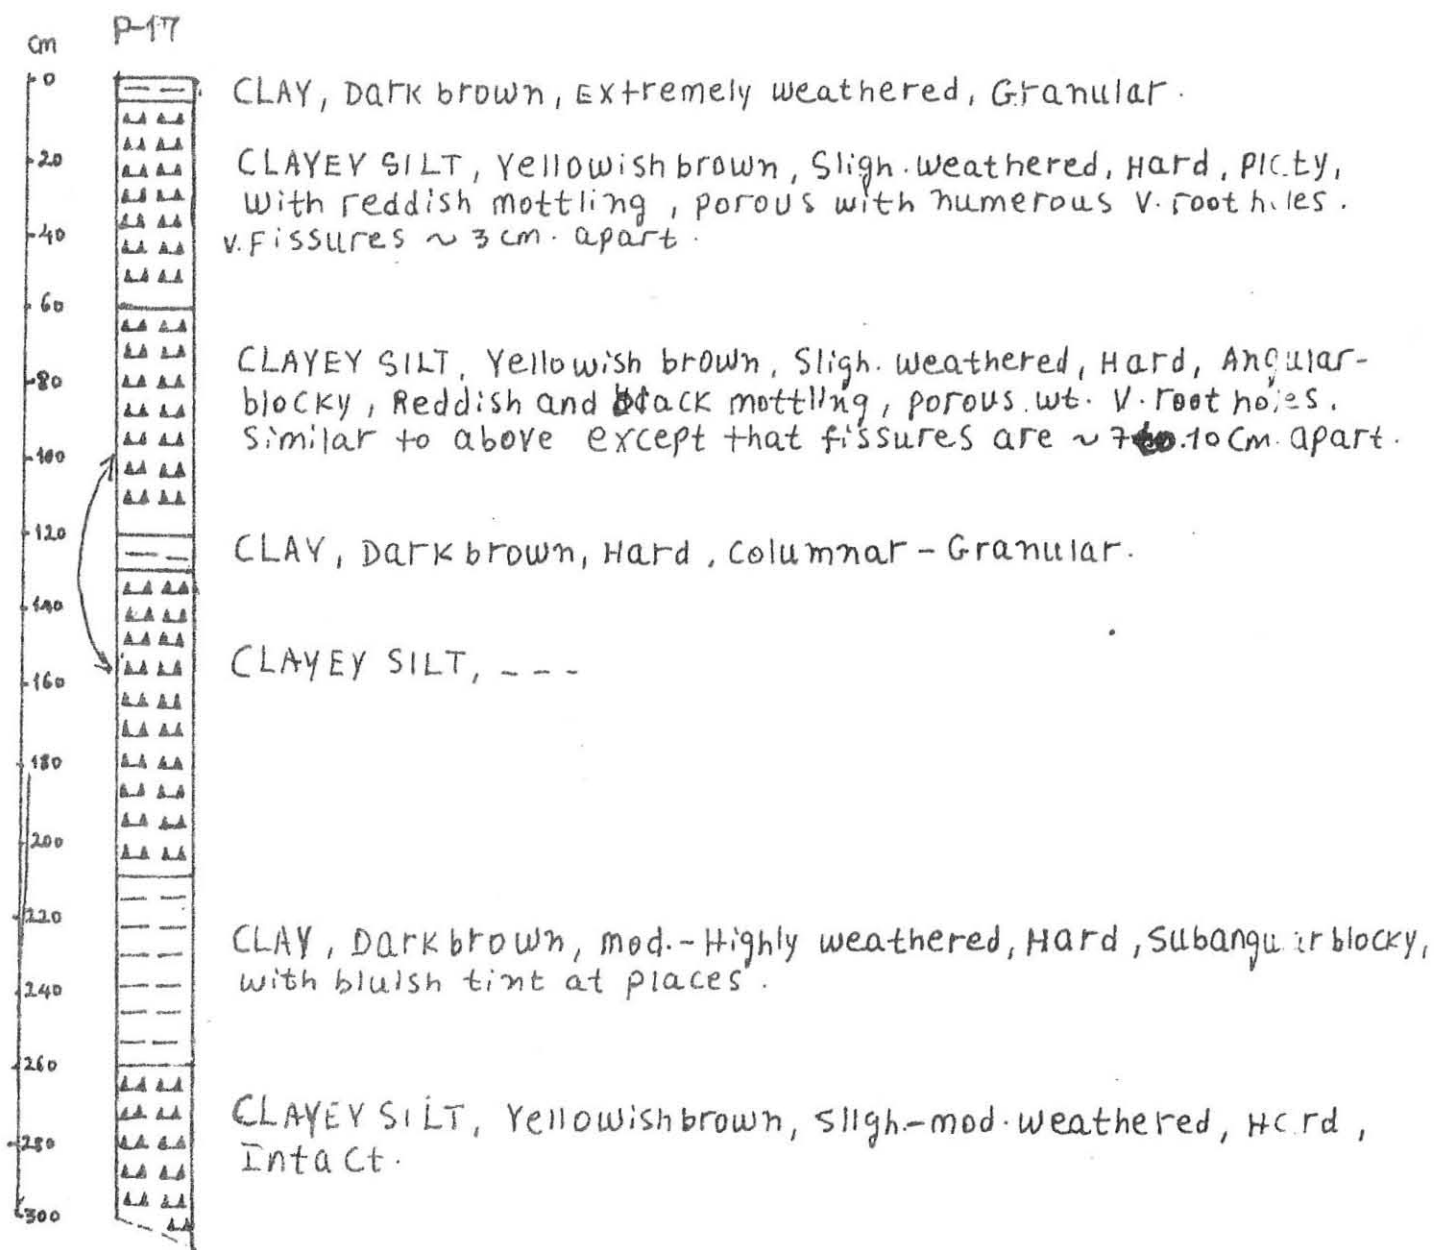 P-17
cm
0
CLAY, Dark brown, Extremely weathered, Granular.
20
CLAYEY SILT, Yellowish brown, Sligh. weathered, Hard,
with reddish mottling, porous with numerous V. root
40
V. Fissures ~ 3 cm. apart.
60
CLAYEY SILT, Yellowish brown, Sligh. weathered, Hard, Angular-
80
blocky, Reddish and black mottling, porous wt. V. root holes.
Similar to above except that fissures are ~ 7 to 10 cm. apart.
100
120
CLAY, Dark brown, Hard, Columnar - Granular.
140
CLAYEY SILT, - - -
160
180
200
220
CLAY, Dark brown, mod.-Highly weathered, Hard, blocky,
with bluish tint at places.
240
260
CLAYEY SILT, Yellowish brown, Sligh.-mod. weathered, Hard,
280
Intact.
300